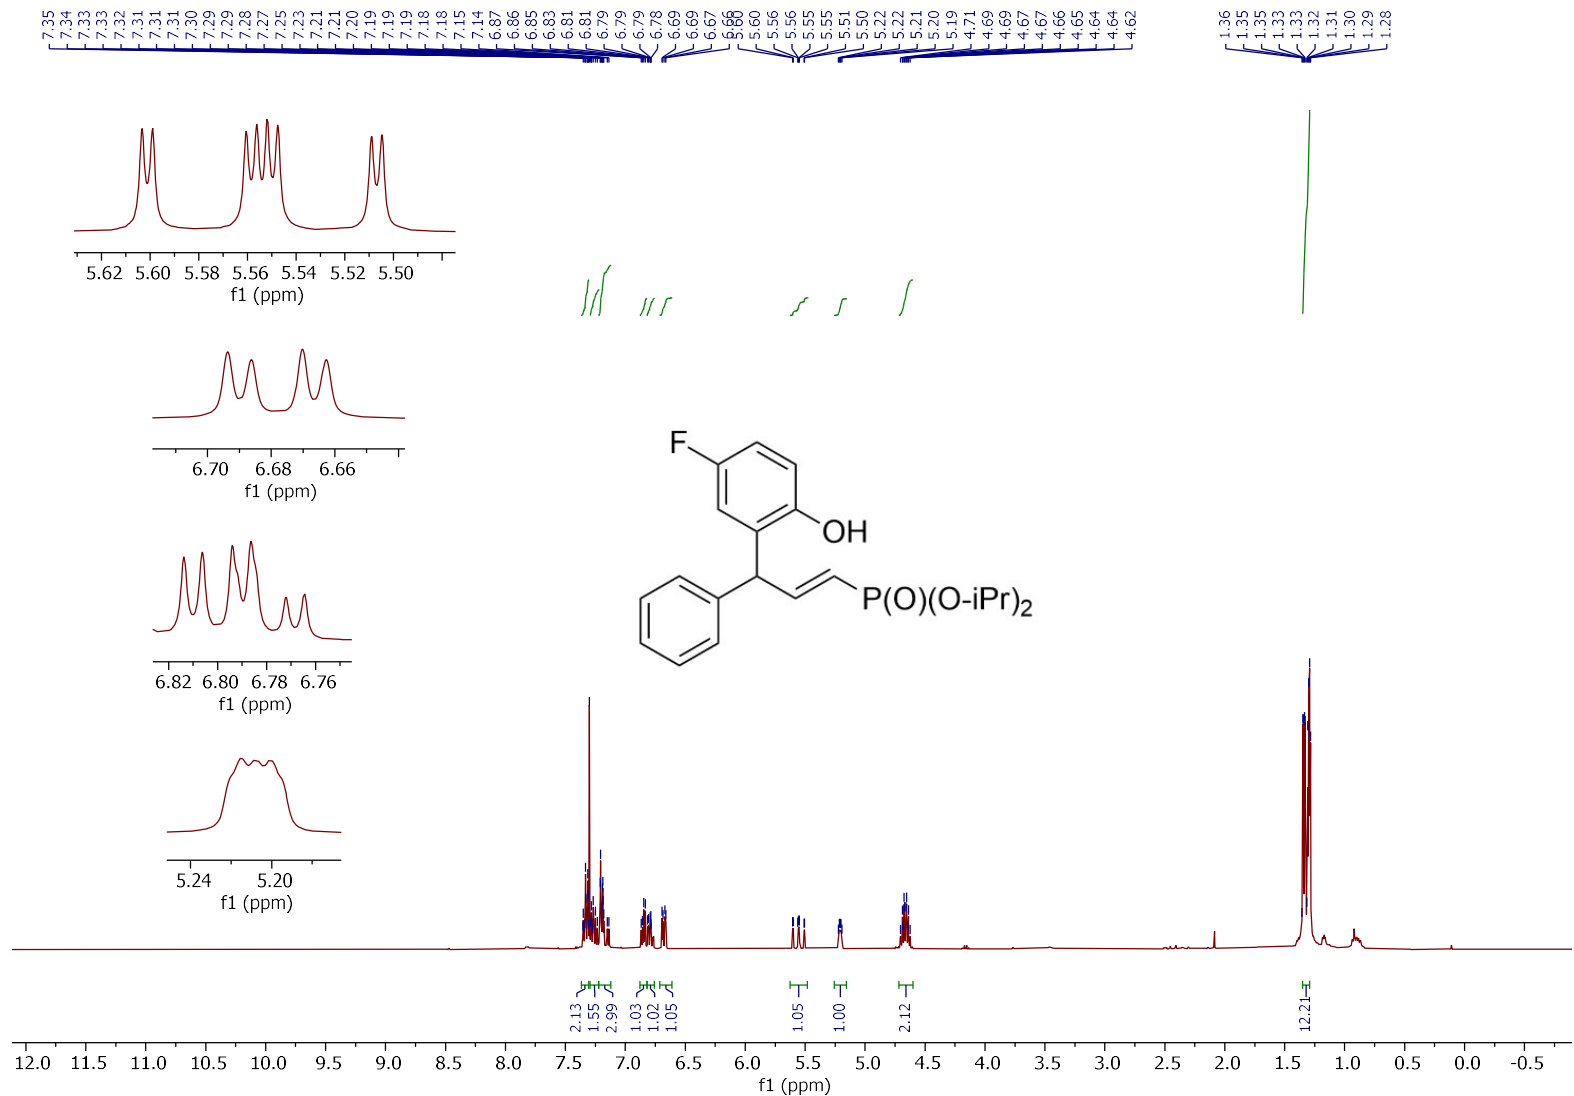 7.35 7.34 7.33 7.33 7.32 7.31 7.31 7.31 7.30 7.29 7.29 7.28 7.27 7.25 7.23 7.21 7.21 7.20 7.19 7.19 7.19 7.18 7.18 7.15 7.14 6.87 6.86 6.85 6.83 6.81 6.81 6.79 6.79 6.79 6.78 6.69 6.69 6.67 6.66 5.60 5.60 5.56 5.56 5.55 5.55 5.51 5.50 5.22 5.22 5.21 5.20 5.19 4.71 4.69 4.69 4.67 4.67 4.66 4.65 4.64 4.64 4.62 1.36 1.35 1.35 1.33 1.33 1.32 1.31 1.30 1.29 1.28
5.62 5.60 5.58 5.56 5.54 5.52 5.50
f1 (ppm)
6.70 6.68 6.66
f1 (ppm)
F
OH
P(O)(O-iPr)2
6.82 6.80 6.78 6.76
f1 (ppm)
5.24 5.20
f1 (ppm)
2.13 1.55 2.99 1.03 1.02 1.05 1.05 1.00 2.12 12.21
12.0 11.5 11.0 10.5 10.0 9.5 9.0 8.5 8.0 7.5 7.0 6.5 6.0 5.5 5.0 4.5 4.0 3.5 3.0 2.5 2.0 1.5 1.0 0.5 0.0 -0.5
f1 (ppm)